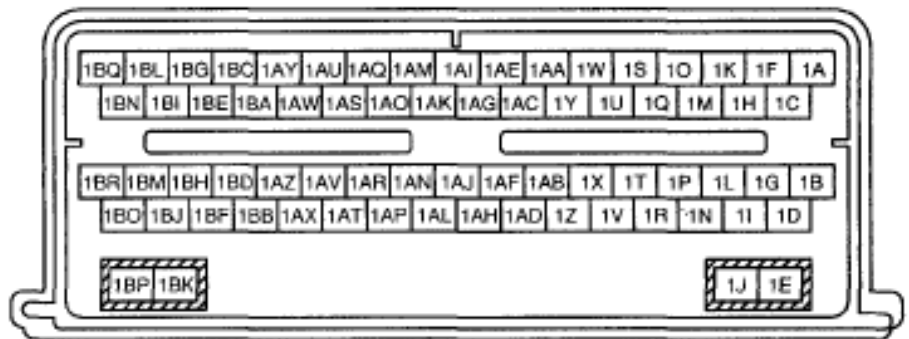 1BQ 1BL 1BG 1BC 1AY 1AU 1AQ 1AM 1AI 1AE 1AA 1W 1S 1O 1K 1F 1A
1BN 1BI 1BE 1BA 1AW 1AS 1AO 1AK 1AG 1AC 1Y 1U 1Q 1M 1H 1C
1BR 1BM 1BH 1BD 1AZ 1AV 1AR 1AN 1AJ 1AF 1AB 1X 1T 1P 1L 1G 1B
1BO 1BJ 1BF 1BB 1AX 1AT 1AP 1AL 1AH 1AD 1Z 1V 1R 1N 1I 1D
1BP 1BK 1J 1E